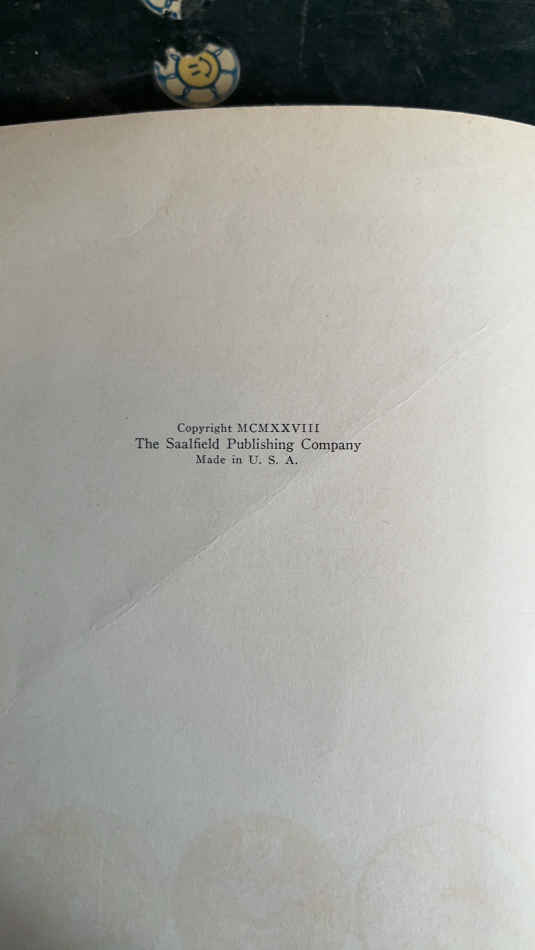 Copyright MCMXXVIII
The Saalfield Publishing Company
Made in U. S. A.